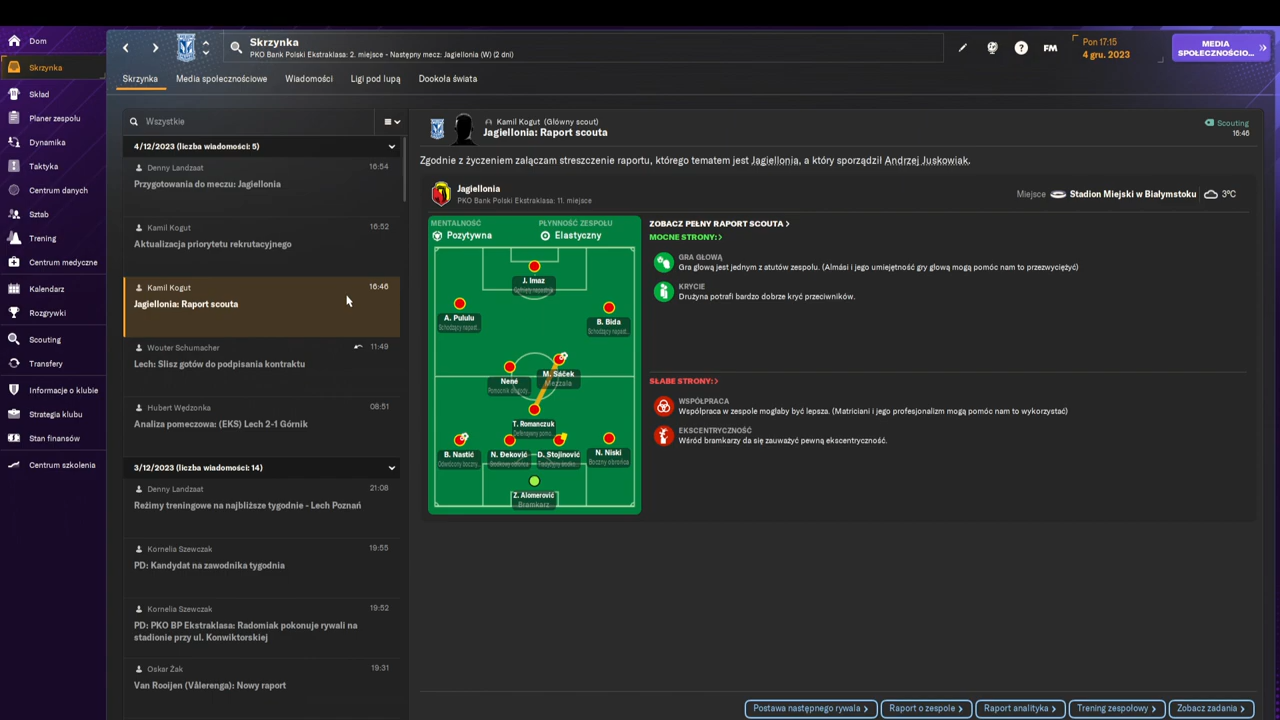 Dom
Skrzynka
Skład
Planer zespołu
Dynamika
Taktyka
Centrum danych
Sztab
Trening
Centrum medyczne
Kalendarz
Rozgrywki
Scouting
Transfery
Informacje o klubie
Strategia klubu
Stan finansów
Centrum szkolenia
Skrzynka
PKO Bank Polski Ekstraklasa: 2. miejsce • Następny mecz: Jagiellonia (W) (2 dni)
FM
Pon 17:15
4 gru. 2023
MEDIA
SPOŁECZNOŚCIO...
Skrzynka
Media społecznościowe
Wiadomości
Ligi pod lupą
Dookoła świata
Wszystkie
4/12/2023 (liczba wiadomości: 5)
Denny Landzaat
16:54
Przygotowania do meczu: Jagiellonia
Kamil Kogut
16:52
Aktualizacja priorytetu rekrutacyjnego
Kamil Kogut
16:46
Jagiellonia: Raport scouta
Wouter Schumacher
11:49
Lech: Slisz gotów do podpisania kontraktu
Hubert Wędzonka
08:51
Analiza pomeczowa: (EKS) Lech 2-1 Górnik
3/12/2023 (liczba wiadomości: 14)
Denny Landzaat
21:08
Reżimy treningowe na najbliższe tygodnie - Lech Poznań
Kornelia Szewczak
19:55
PD: Kandydat na zawodnika tygodnia
Kornelia Szewczak
19:52
PD: PKO BP Ekstraklasa: Radomiak pokonuje rywali na
stadionie przy ul. Konwiktorskiej
Oskar Żak
19:31
Van Rooijen (Vålerenga): Nowy raport
Kamil Kogut (Główny scout)
Jagiellonia: Raport scouta
Scouting
16:46
Zgodnie z życzeniem załączam streszczenie raportu, którego tematem jest Jagiellonia, a który sporządził Andrzej Juskowiak.
Jagiellonia
PKO Bank Polski Ekstraklasa: 11. miejsce
Miejsce
Stadion Miejski w Białymstoku
3°C
MENTALNOŚĆ
Pozytywna
PŁYNNOŚĆ ZESPOŁU
Elastyczny
J. Imaz
A. Pululu
Schodzący napast...
B. Bida
Schodzący napast...
Nené
M. Sáček
Mezzala
T. Romanczuk
B. Nastić
N. Ðeković
D. Stojinović
N. Niski
Boczny obrońca
Z. Alomerović
Bramkarz
ZOBACZ PEŁNY RAPORT SCOUTA
MOCNE STRONY:
GRA GŁOWĄ
Gra głową jest jednym z atutów zespołu. (Almási i jego umiejętność gry głową mogą pomóc nam to przezwyciężyć)
KRYCIE
Drużyna potrafi bardzo dobrze kryć przeciwników.
SŁABE STRONY:
WSPÓŁPRACA
Współpraca w zespole mogłaby być lepsza. (Matriciani i jego profesjonalizm mogą pomóc nam to wykorzystać)
EKSCENTRYCZNOŚĆ
Wśród bramkarzy da się zauważyć pewną ekscentryczność.
Postawa następnego rywala
Raport o zespole
Raport analityka
Trening zespołowy
Zobacz zadania